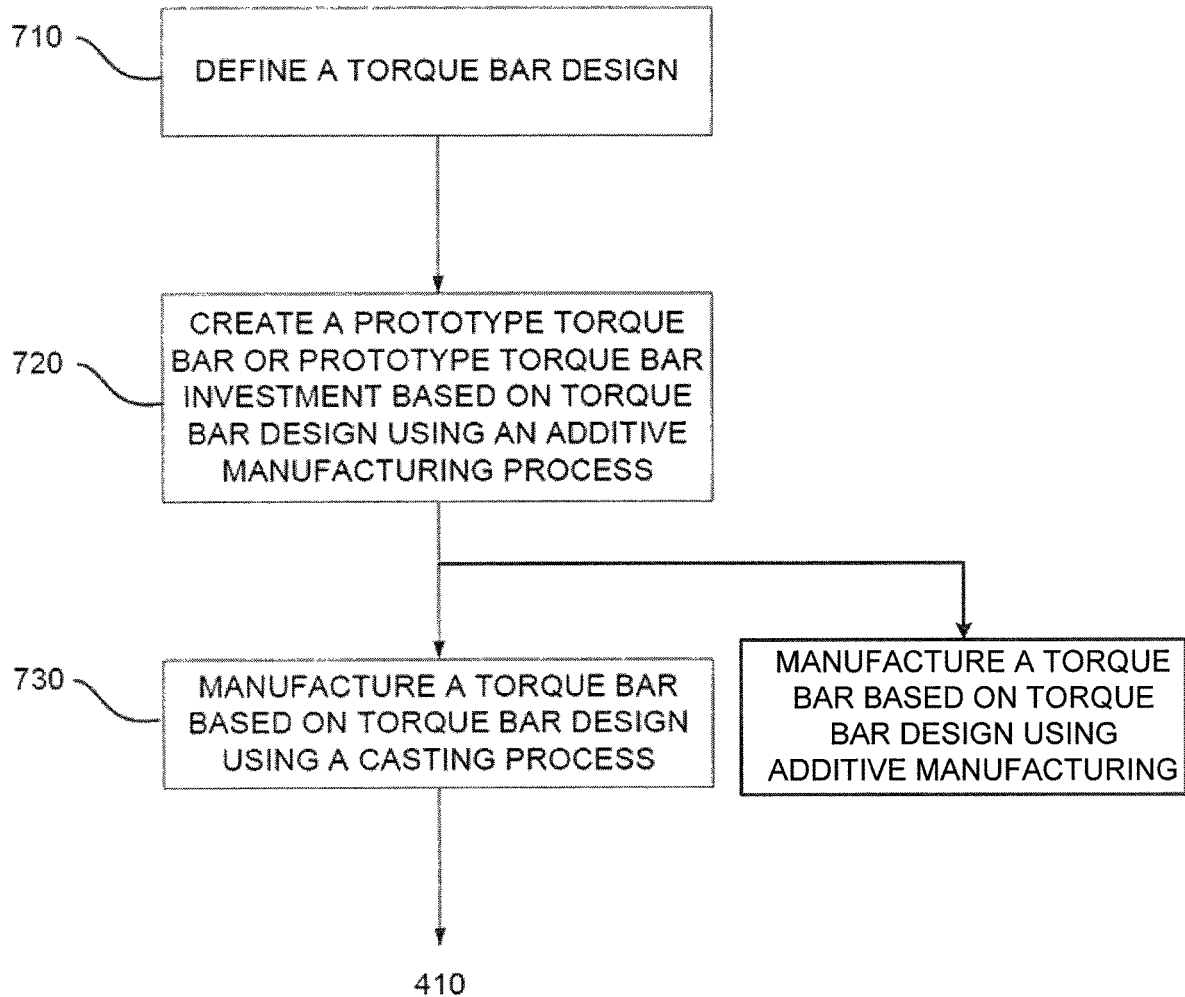 710
DEFINE A TORQUE BAR DESIGN
720
CREATE A PROTOTYPE TORQUE
BAR OR PROTOTYPE TORQUE BAR
INVESTMENT BASED ON TORQUE
BAR DESIGN USING AN ADDITIVE
MANUFACTURING PROCESS
730
MANUFACTURE A TORQUE BAR
BASED ON TORQUE BAR DESIGN
USING A CASTING PROCESS
MANUFACTURE A TORQUE
BAR BASED ON TORQUE
BAR DESIGN USING
ADDITIVE MANUFACTURING
410